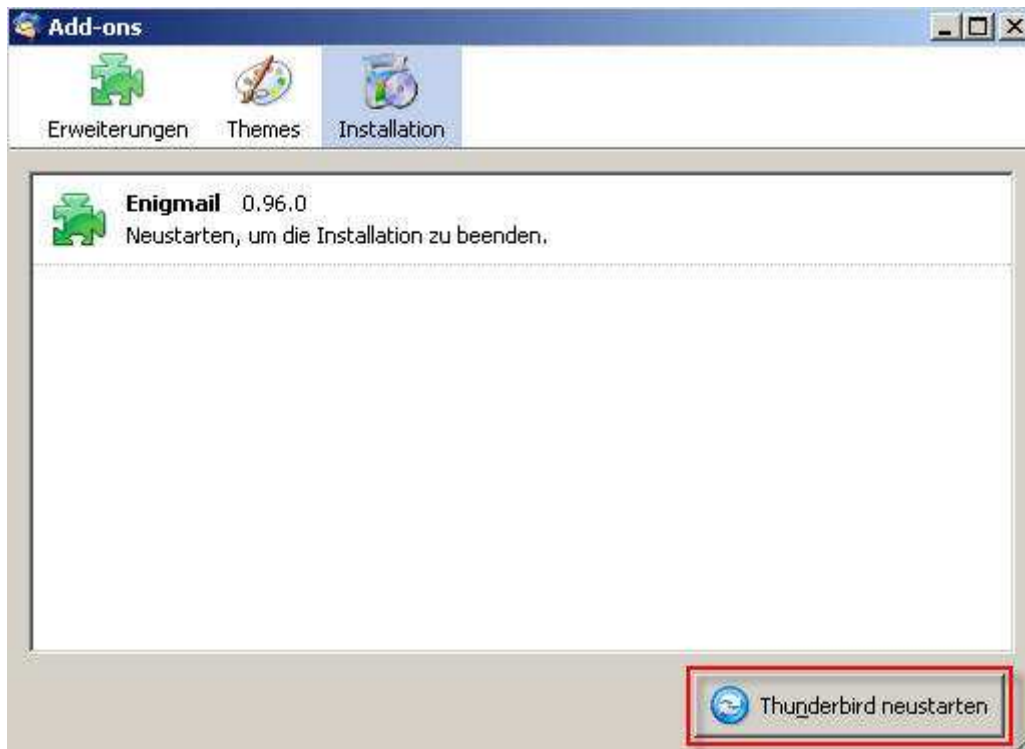 Add-ons
Erweiterungen Themes Installation
Enigmail 0.96.0
Neustarten, um die Installation zu beenden.
Thunderbird neustarten